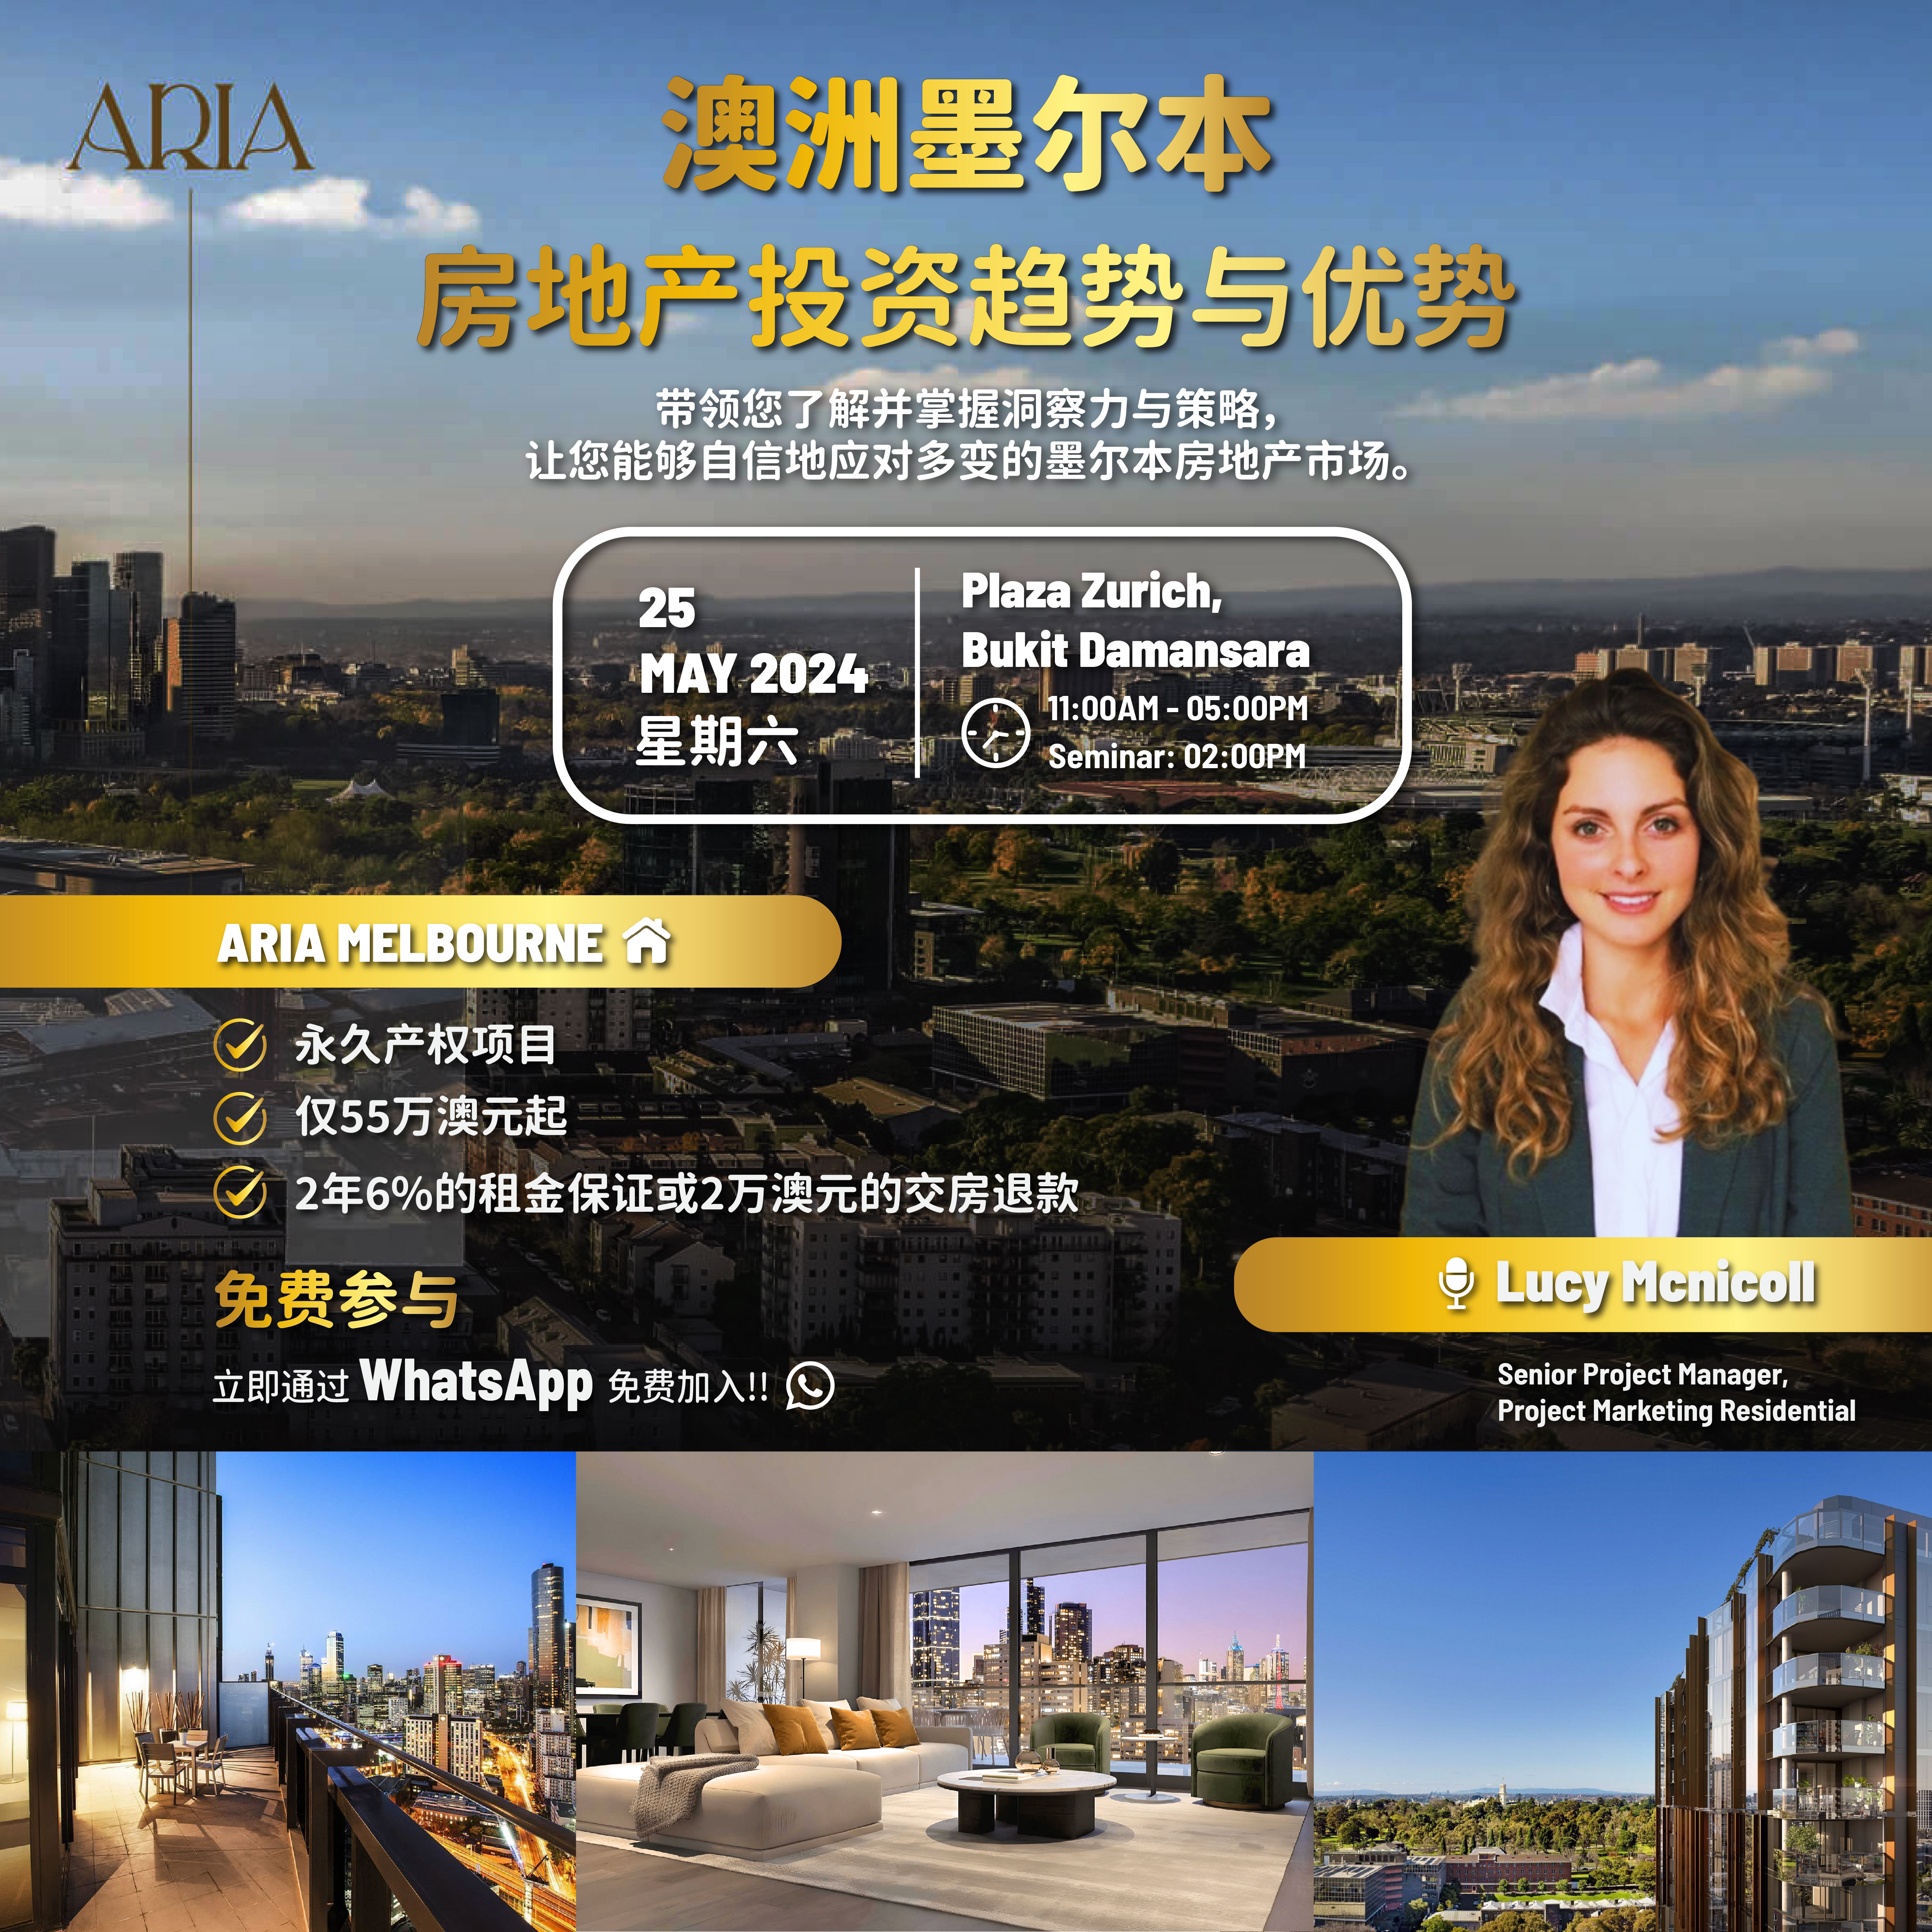 ARIA
澳洲墨尔本
房地产投资趋势与优势
带领您了解并掌握洞察力与策略，
让您能够自信地应对多变的墨尔本房地产市场。
25
MAY 2024
星期六
Plaza Zurich,
Bukit Damansara
11:00AM - 05:00PM
Seminar: 02:00PM
ARIA MELBOURNE
永久产权项目
仅55万澳元起
2年6%的租金保证或2万澳元的交房退款
免费参与
立即通过 WhatsApp 免费加入!!
Lucy Mcnicoll
Senior Project Manager,
Project Marketing Residential